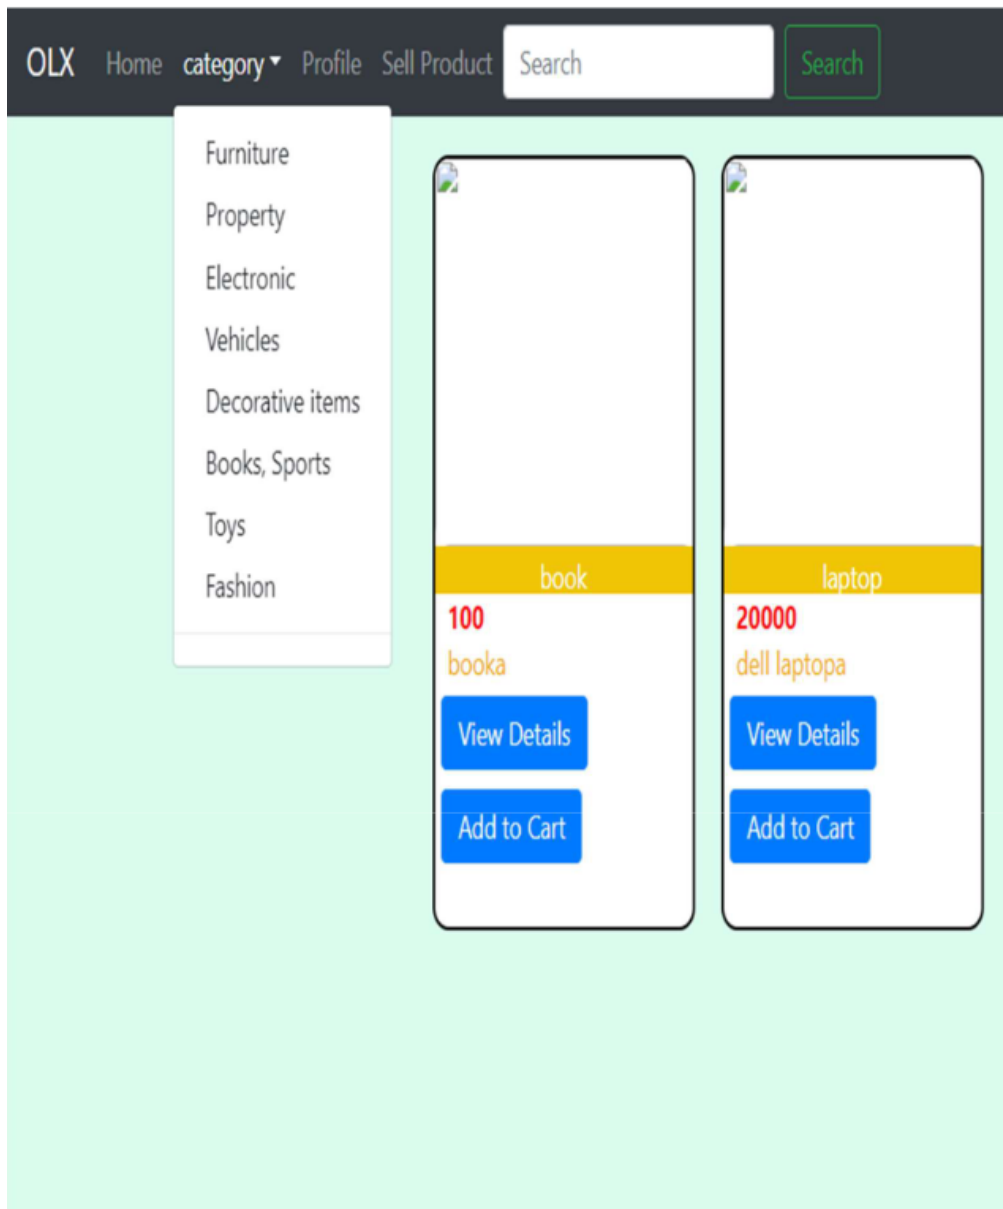 OLX Home category Profile Sell Product Search Search
Furniture
Property
Electronic
Vehicles
Decorative items
Books, Sports
Toys
Fashion
book
100
booka
View Details
Add to Cart
laptop
20000
dell laptopa
View Details
Add to Cart